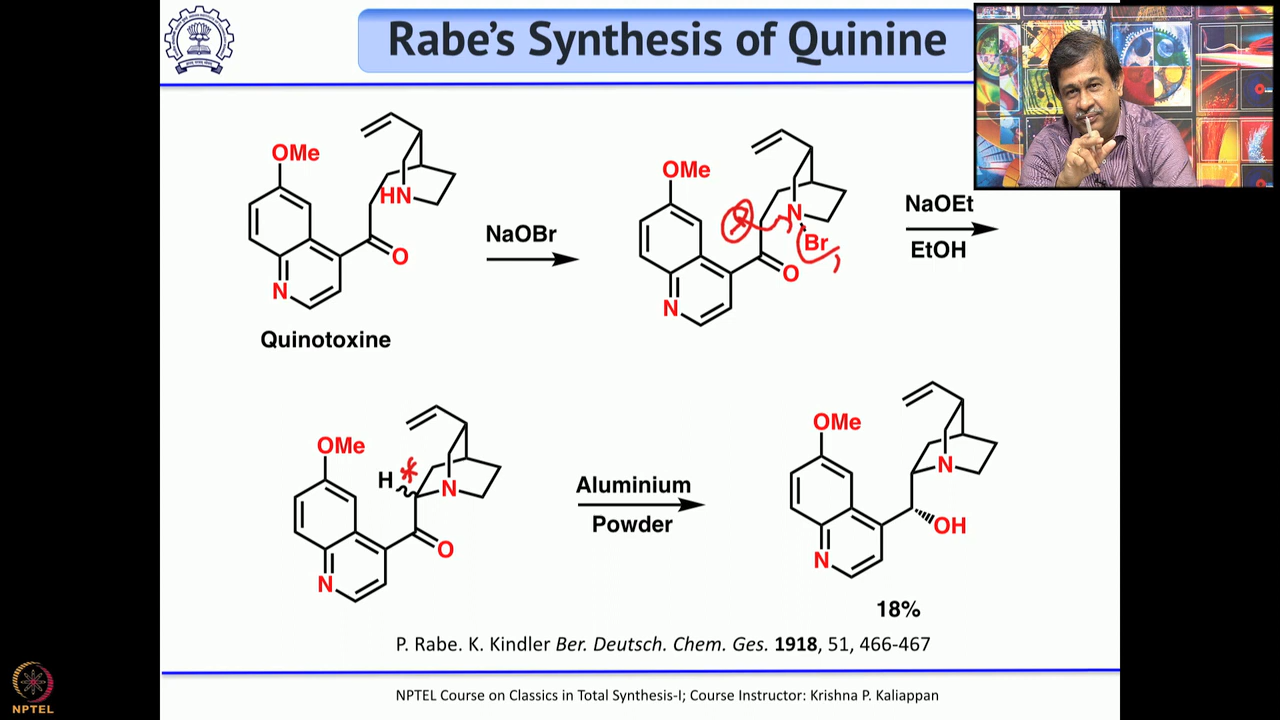 Rabe's Synthesis of Quinine
OMe
HN
O
N
Quinotoxine
NaOBr
OMe
N
Br
O
N
NaOEt
EtOH
OMe
H
N
O
N
Aluminium
Powder
OMe
N
OH
N
18%
P. Rabe. K. Kindler Ber. Deutsch. Chem. Ges. 1918, 51, 466-467
NPTEL Course on Classics in Total Synthesis-I; Course Instructor: Krishna P. Kaliappan
NPTEL